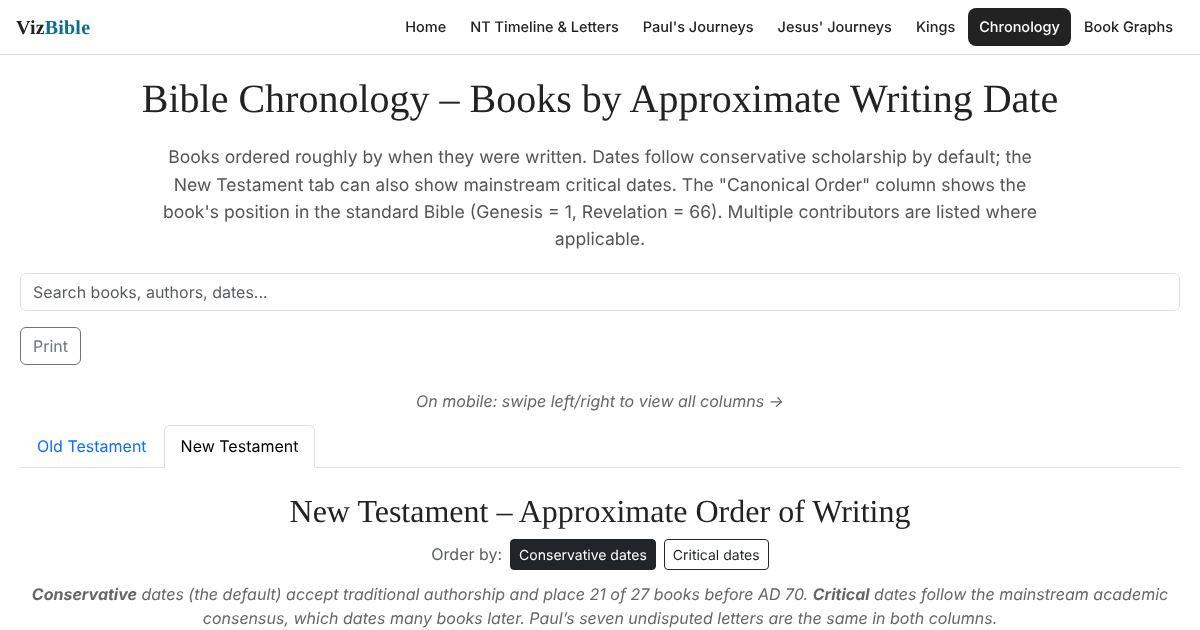 VizBible
Home NT Timeline & Letters Paul's Journeys Jesus' Journeys Kings Chronology Book Graphs
Bible Chronology – Books by Approximate Writing Date
Books ordered roughly by when they were written. Dates follow conservative scholarship by default; the
New Testament tab can also show mainstream critical dates. The "Canonical Order" column shows the
book's position in the standard Bible (Genesis = 1, Revelation = 66). Multiple contributors are listed where
applicable.
Search books, authors, dates...
Print
On mobile: swipe left/right to view all columns →
Old Testament New Testament
New Testament – Approximate Order of Writing
Order by: Conservative dates Critical dates
Conservative dates (the default) accept traditional authorship and place 21 of 27 books before AD 70. Critical dates follow the mainstream academic
consensus, which dates many books later. Paul’s seven undisputed letters are the same in both columns.